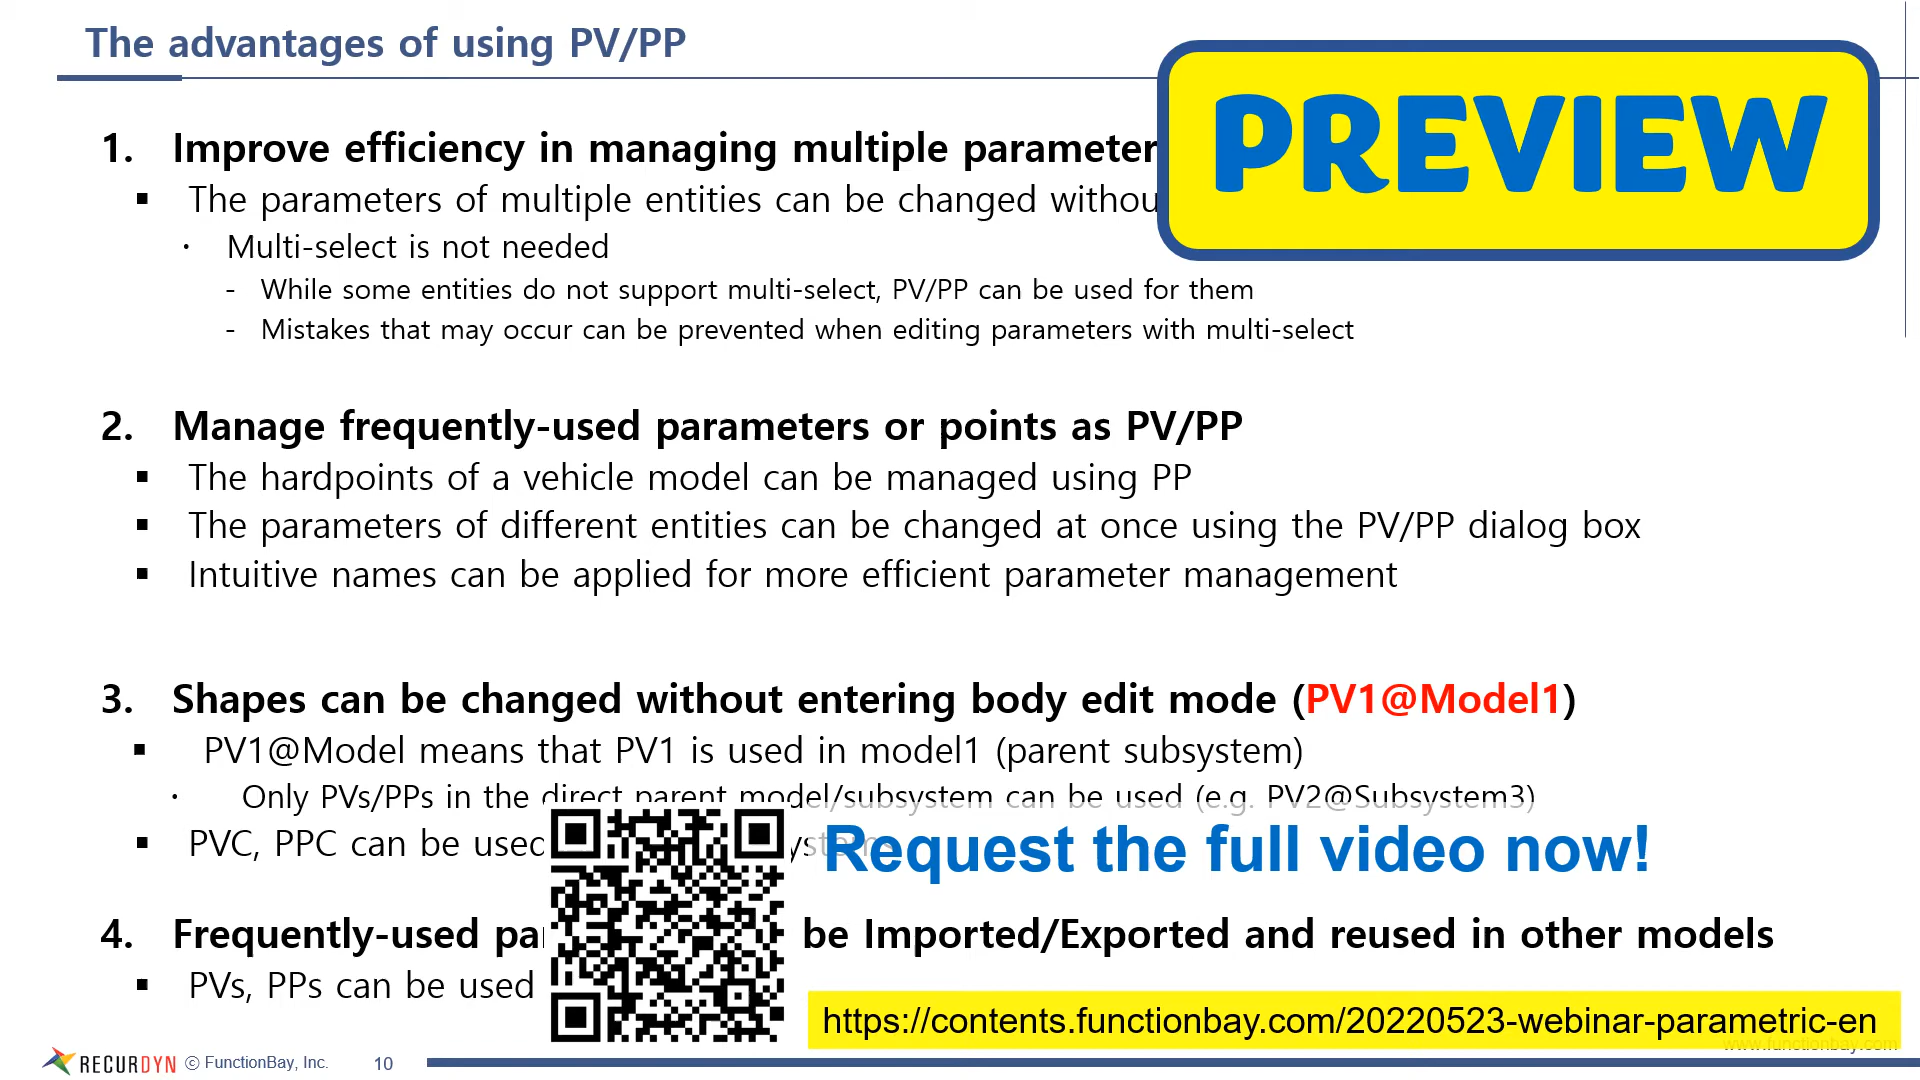 The advantages of using PV/PP
PREVIEW
1. Improve efficiency in managing multiple parameter
▪ The parameters of multiple entities can be changed withou
· Multi-select is not needed
- While some entities do not support multi-select, PV/PP can be used for them
- Mistakes that may occur can be prevented when editing parameters with multi-select
2. Manage frequently-used parameters or points as PV/PP
▪ The hardpoints of a vehicle model can be managed using PP
▪ The parameters of different entities can be changed at once using the PV/PP dialog box
▪ Intuitive names can be applied for more efficient parameter management
3. Shapes can be changed without entering body edit mode (PV1@Model1)
▪ PV1@Model means that PV1 is used in model1 (parent subsystem)
· Only PVs/PPs in the direct parent model/subsystem can be used (e.g. PV2@Subsystem3)
▪ PVC, PPC can be used
Request the full video now!
4. Frequently-used be Imported/Exported and reused in other models
▪ PVs, PPs can be used
https://contents.functionbay.com/20220523-webinar-parametric-en
www.functionbay.com
RECURDYN © FunctionBay, Inc. 10